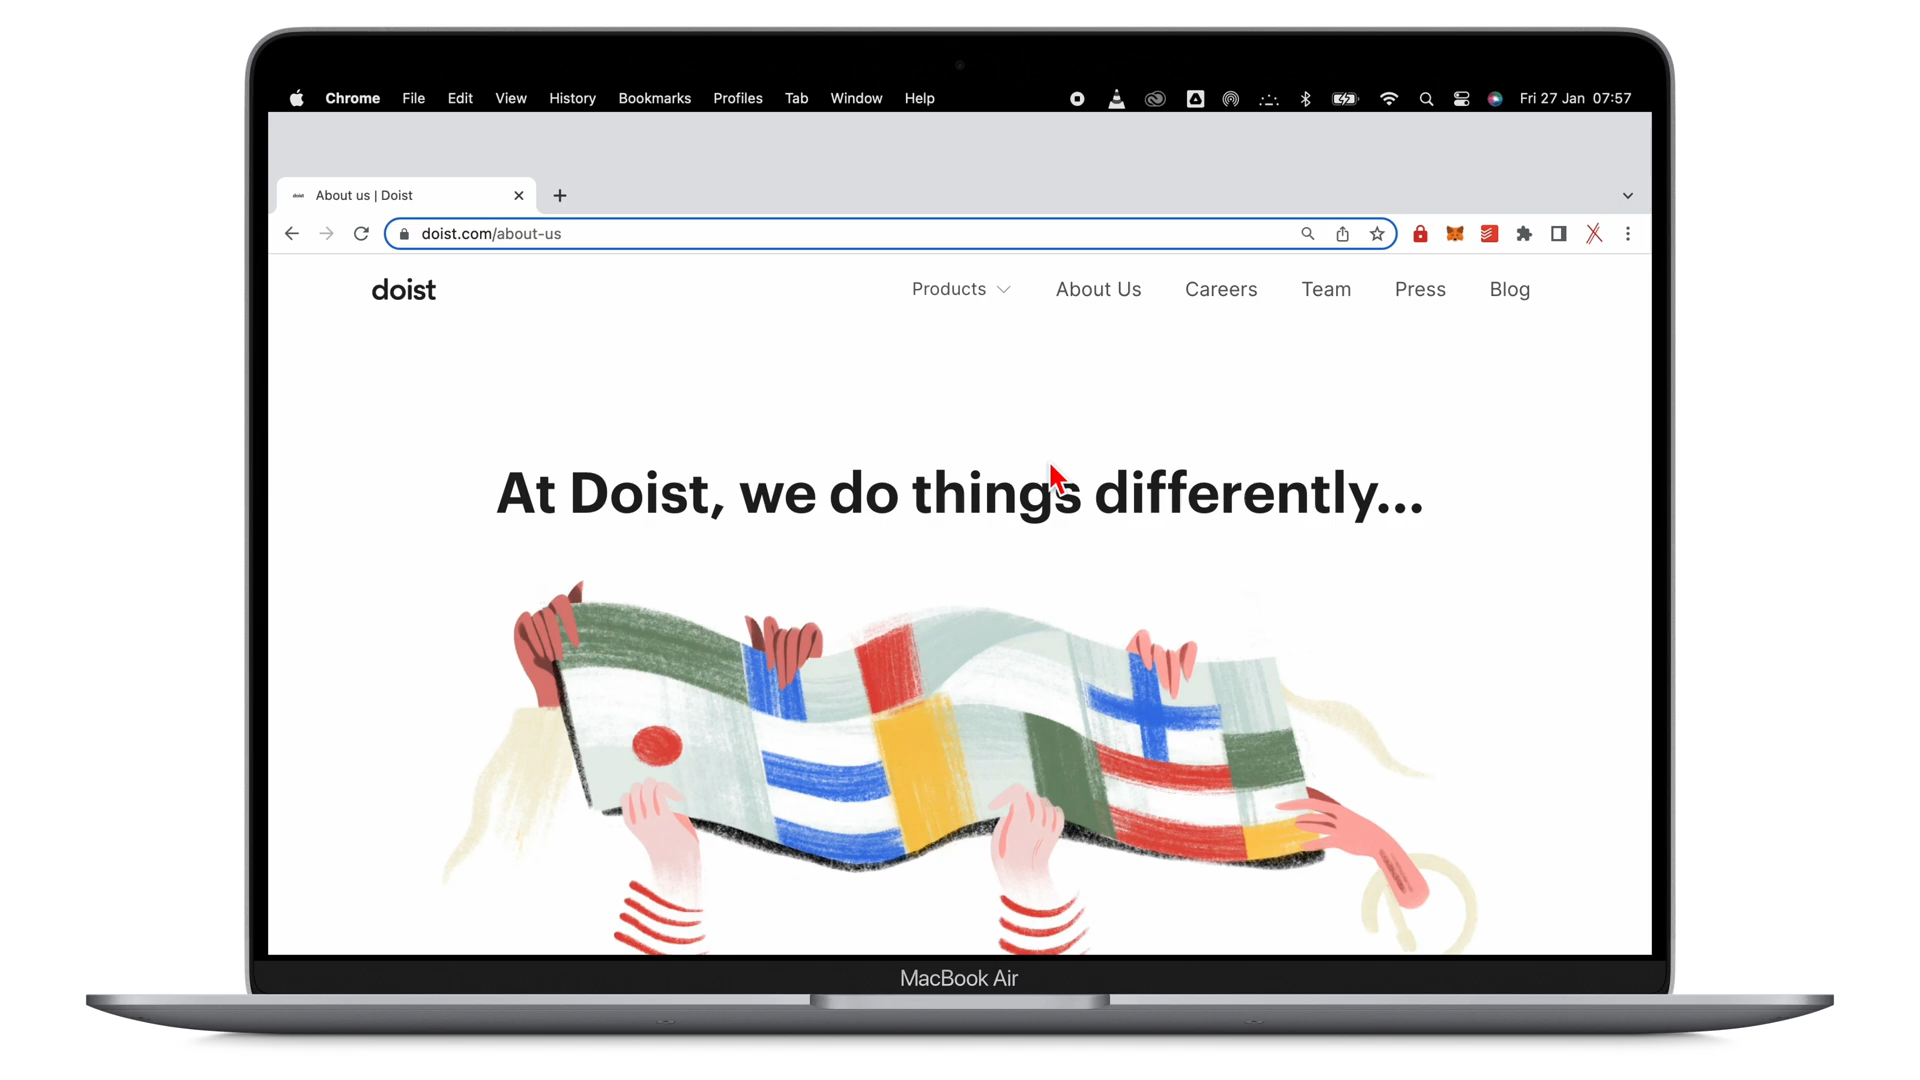 Chrome File Edit View History Bookmarks Profiles Tab Window Help Fri 27 Jan 07:57
doist About us | Doist
doist.com/about-us
doist Products About Us Careers Team Press Blog
At Doist, we do things differently...
MacBook Air